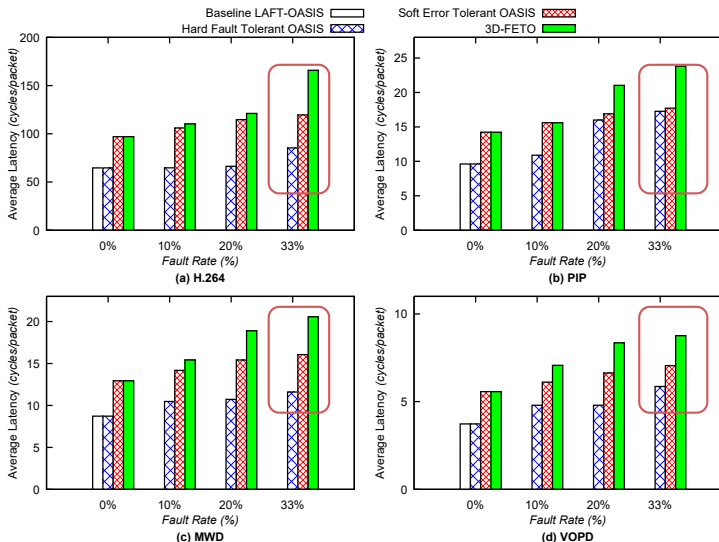 Baseline LAFT-OASIS Soft Error Tolerant OASIS
Hard Fault Tolerant OASIS 3D-FETO
Average Latency (cycles/packet)
200
150
100
50
0
0% 10% 20% 33%
Fault Rate (%)
(a) H.264
Average Latency (cycles/packet)
25
20
15
10
5
0
0% 10% 20% 33%
Fault Rate (%)
(b) PIP
Average Latency (cycles/packet)
20
15
10
5
0
0% 10% 20% 33%
Fault Rate (%)
(c) MWD
Average Latency (cycles/packet)
10
5
0
0% 10% 20% 33%
Fault Rate (%)
(d) VOPD